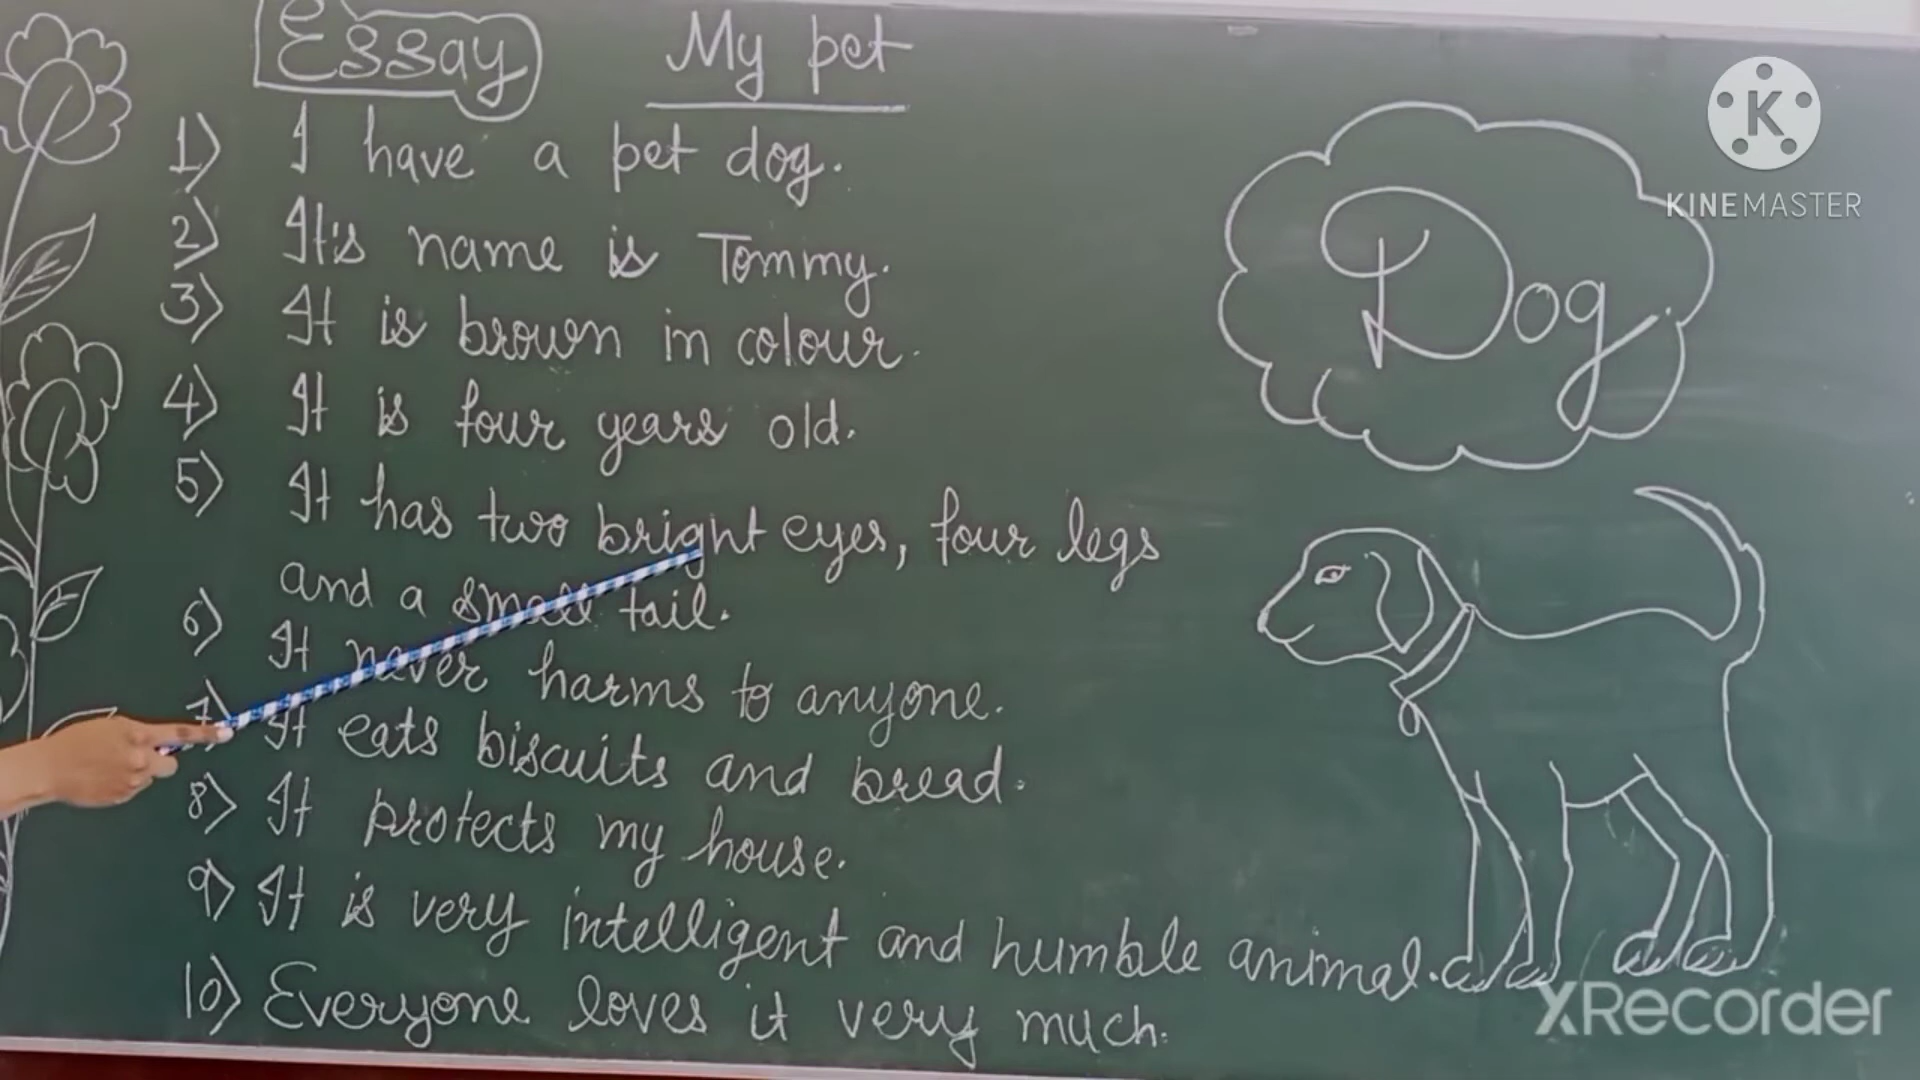 Essay My pet
1) I have a pet dog.
2) It's name is Tommy.
3) It is brown in colour.
4) It is four years old.
5) It has two bright eyes, four legs
and a small tail.
6) It never harms to anyone.
7) It eats biscuits and bread.
8) It protects my house.
9) It is very intelligent and humble animal.
10) Everyone loves it very much.
Dog
K
KINEMASTER
XRecorder